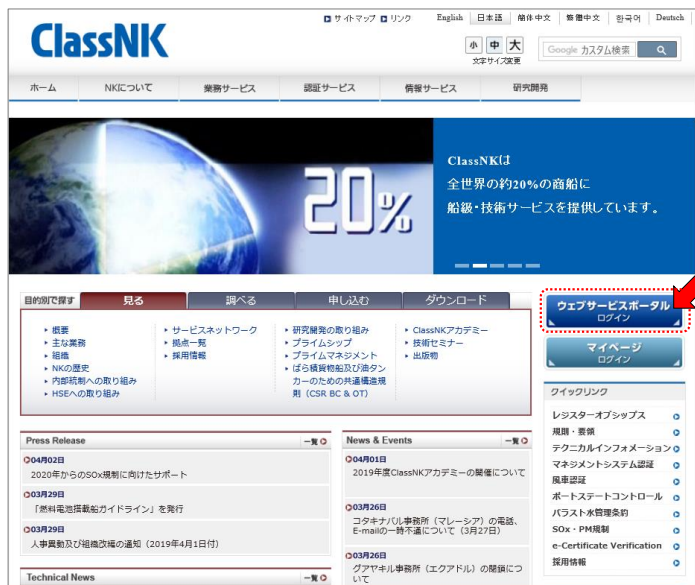 サイトマップ リンク English 日本語 簡体中文 繁體中文 한국어 Deutsch
ClassNK
小 中 大
文字サイズ変更
Google カスタム検索
ホーム NKについて 業務サービス 認証サービス 情報サービス 研究開発
20%
ClassNKは
全世界の約20%の商船に
船級・技術サービスを提供しています。
目的別で探す 見る 調べる 申し込む ダウンロード
概要
主な業務
組織
NKの歴史
内部統制への取り組み
HSEへの取り組み
サービスネットワーク
拠点一覧
採用情報
研究開発の取り組み
プライムシップ
プライムマネジメント
ばら積貨物船及び油タン
カーのための共通構造規
則（CSR BC & OT）
ClassNKアカデミー
技術セミナー
出版物
ウェブサービスポータル
ログイン
マイページ
ログイン
クイックリンク
レジスターオブシップス
規則・要領
テクニカルインフォメーション
マネジメントシステム認証
風車認証
ポートステートコントロール
バラスト水管理条約
SOx・PM規制
e-Certificate Verification
採用情報
Press Release 一覧
04月02日
2020年からのSOx規制に向けたサポート
03月29日
「燃料電池搭載船ガイドライン」を発行
03月29日
人事異動及び組織改編の通知（2019年4月1日付）
Technical News 一覧
News & Events 一覧
04月01日
2019年度ClassNKアカデミーの開催について
03月26日
コタキナバル事務所（マレーシア）の電話、
E-mailの一時不通について（3月27日）
03月26日
グアヤキル事務所（エクアドル）の閉鎖につ
いて